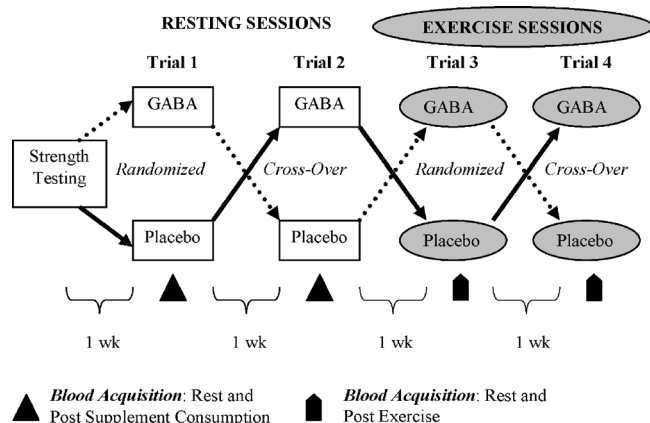 RESTING SESSIONS EXERCISE SESSIONS
Trial 1 Trial 2 Trial 3 Trial 4
GABA GABA GABA GABA
Strength
Testing
Randomized Cross-Over Randomized Cross-Over
Placebo Placebo Placebo Placebo
1 wk 1 wk 1 wk 1 wk
Blood Acquisition: Rest and
Post Supplement Consumption
Blood Acquisition: Rest and
Post Exercise